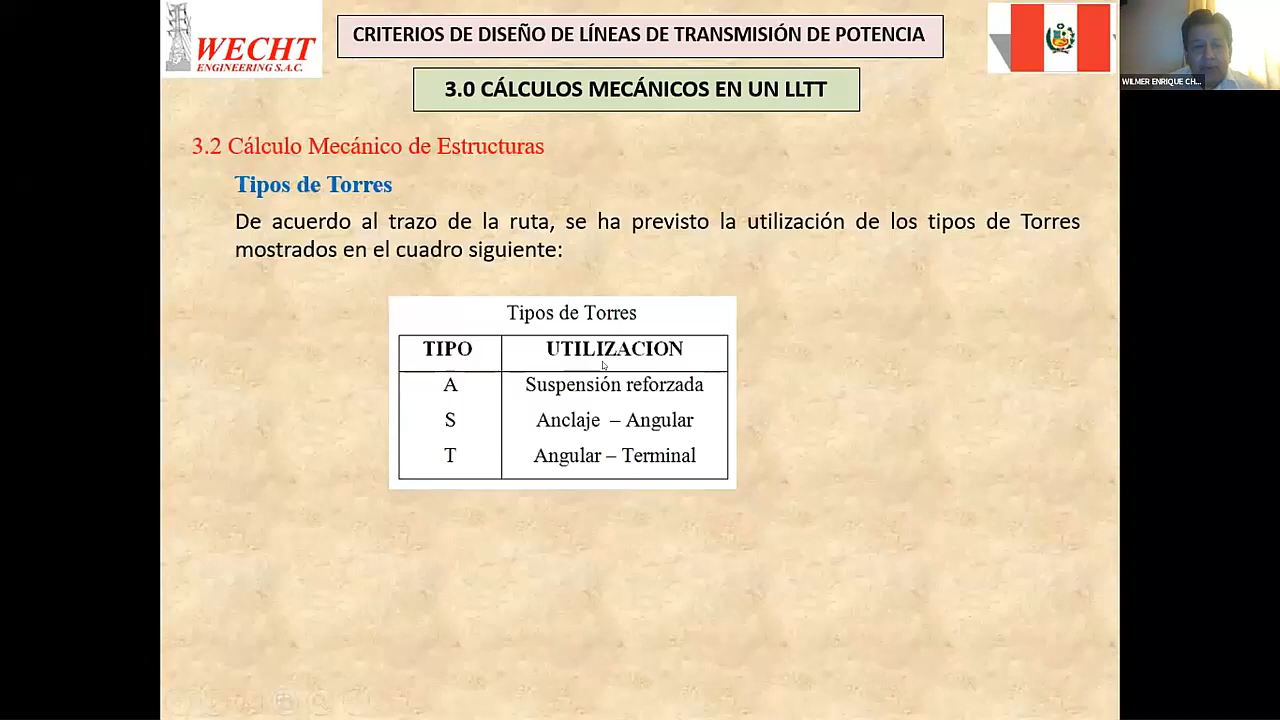 WECHT
ENGINEERING S.A.C.
CRITERIOS DE DISEÑO DE LÍNEAS DE TRANSMISIÓN DE POTENCIA
3.0 CÁLCULOS MECÁNICOS EN UN LLTT
WILMER ENRIQUE CH...
3.2 Cálculo Mecánico de Estructuras
Tipos de Torres
De acuerdo al trazo de la ruta, se ha previsto la utilización de los tipos de Torres
mostrados en el cuadro siguiente:
Tipos de Torres
TIPO UTILIZACION
A Suspensión reforzada
S Anclaje – Angular
T Angular – Terminal